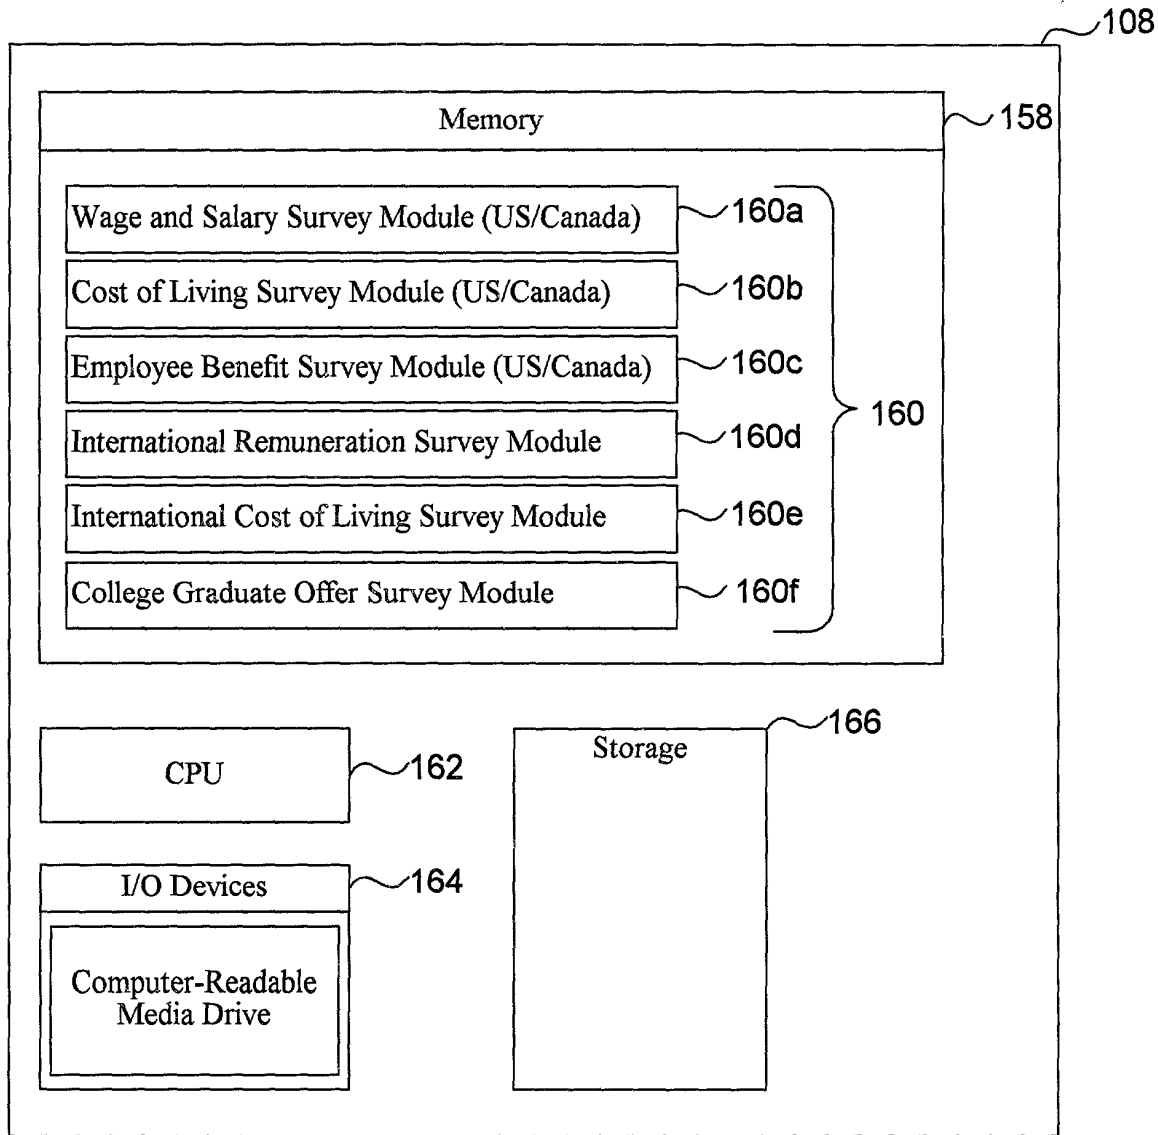 108
Memory
158
Wage and Salary Survey Module (US/Canada)
160a
Cost of Living Survey Module (US/Canada)
160b
Employee Benefit Survey Module (US/Canada)
160c
160
International Remuneration Survey Module
160d
International Cost of Living Survey Module
160e
College Graduate Offer Survey Module
160f
CPU
162
Storage
166
I/O Devices
164
Computer-Readable
Media Drive